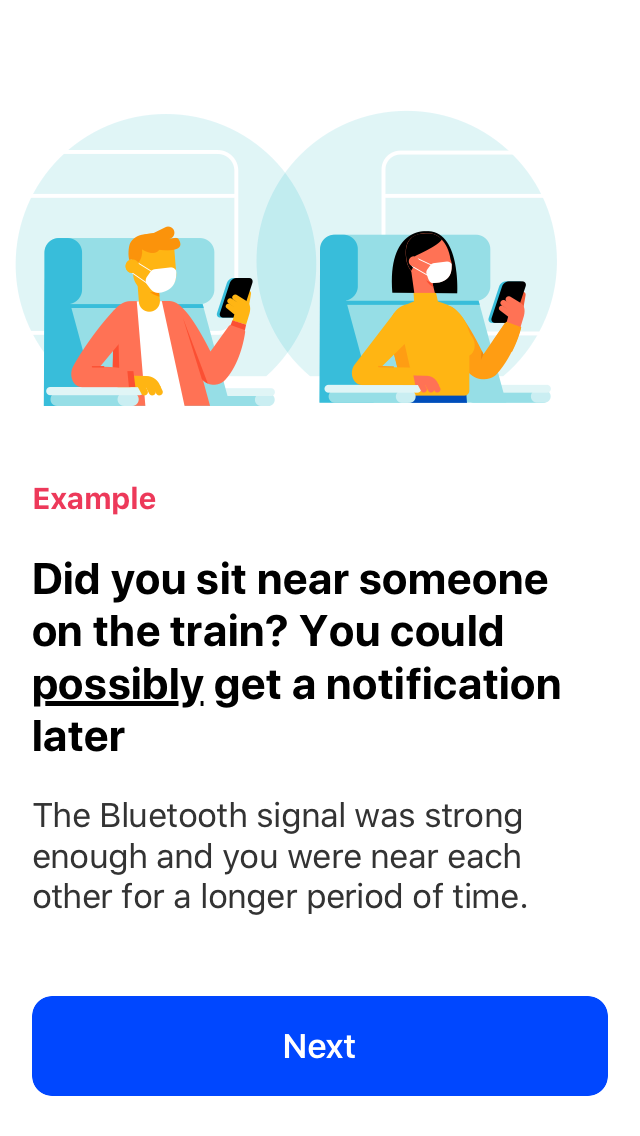 Example
Did you sit near someone
on the train? You could
possibly get a notification
later
The Bluetooth signal was strong
enough and you were near each
other for a longer period of time.
Next